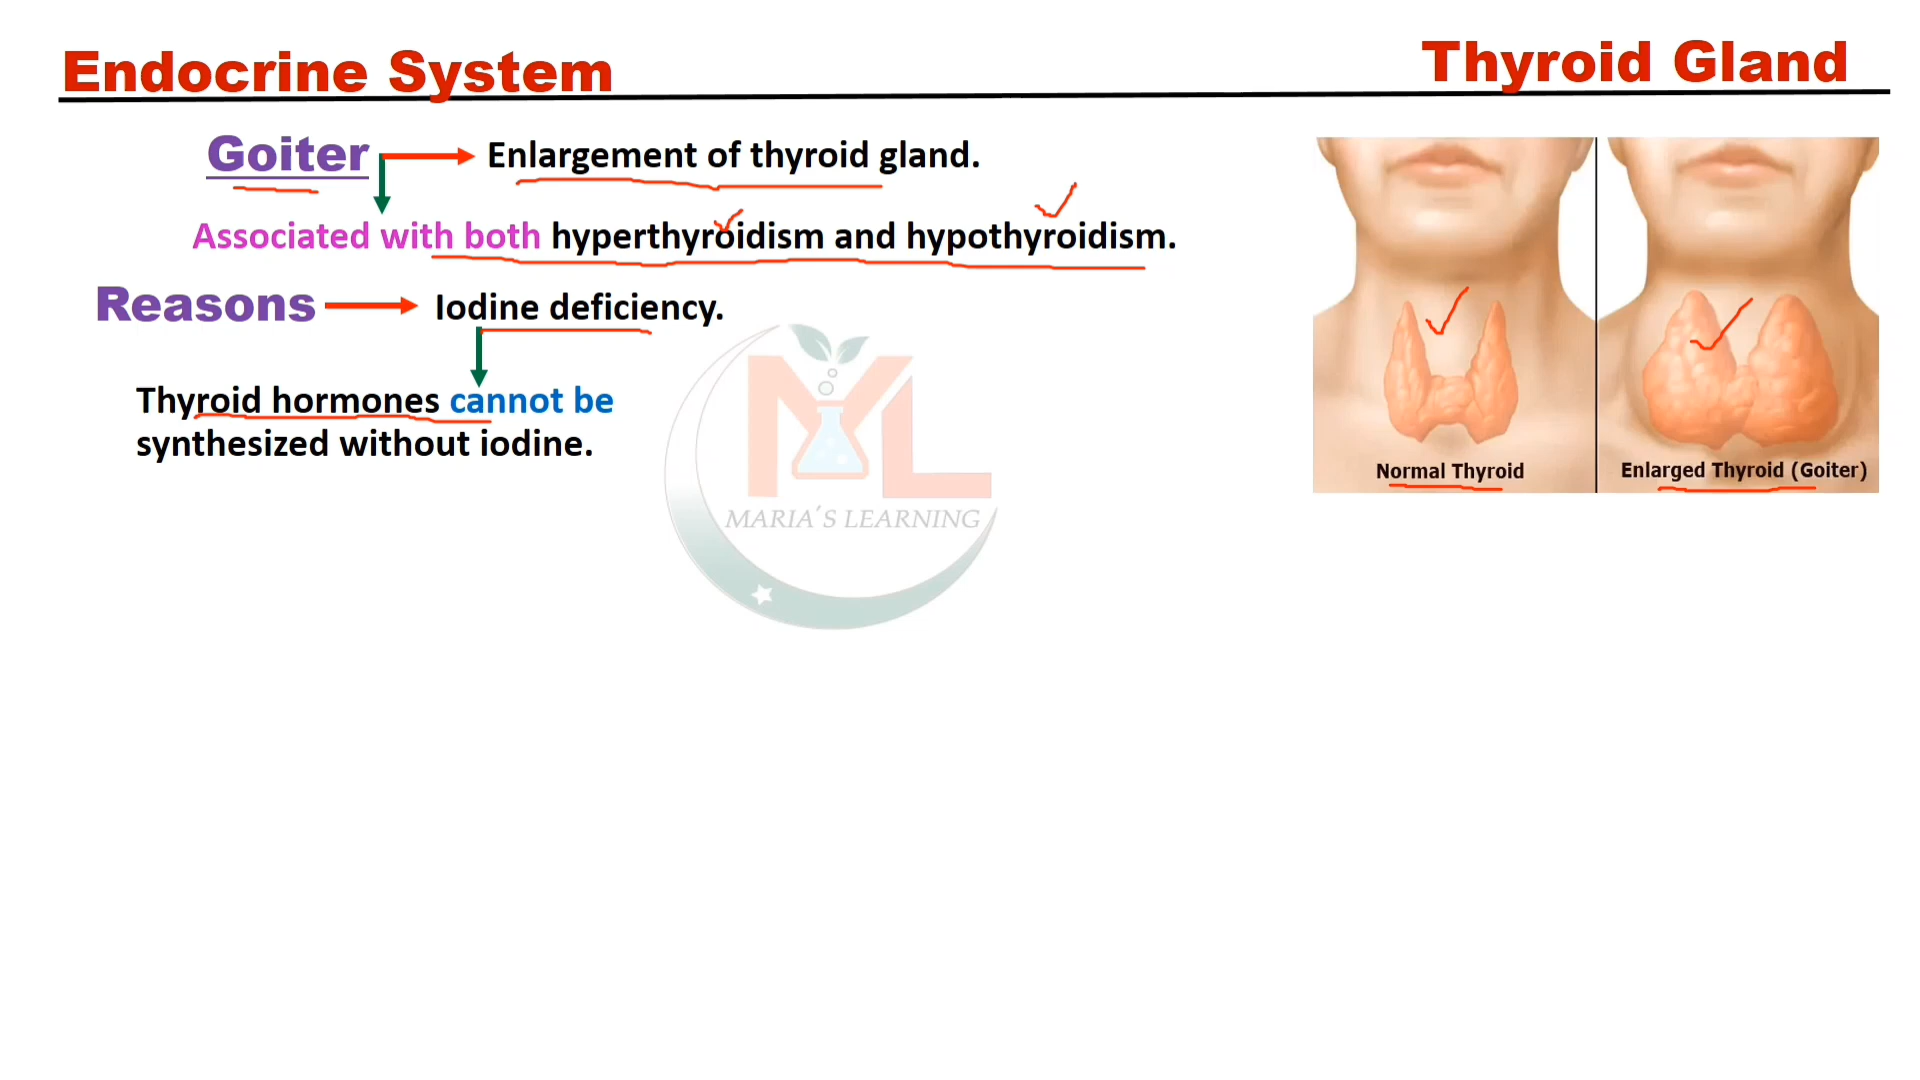 Endocrine System
Thyroid Gland
Goiter
Enlargement of thyroid gland.
Associated with both hyperthyroidism and hypothyroidism.
Reasons
Iodine deficiency.
Thyroid hormones cannot be
synthesized without iodine.
ML
MARIA'S LEARNING
Normal Thyroid
Enlarged Thyroid (Goiter)